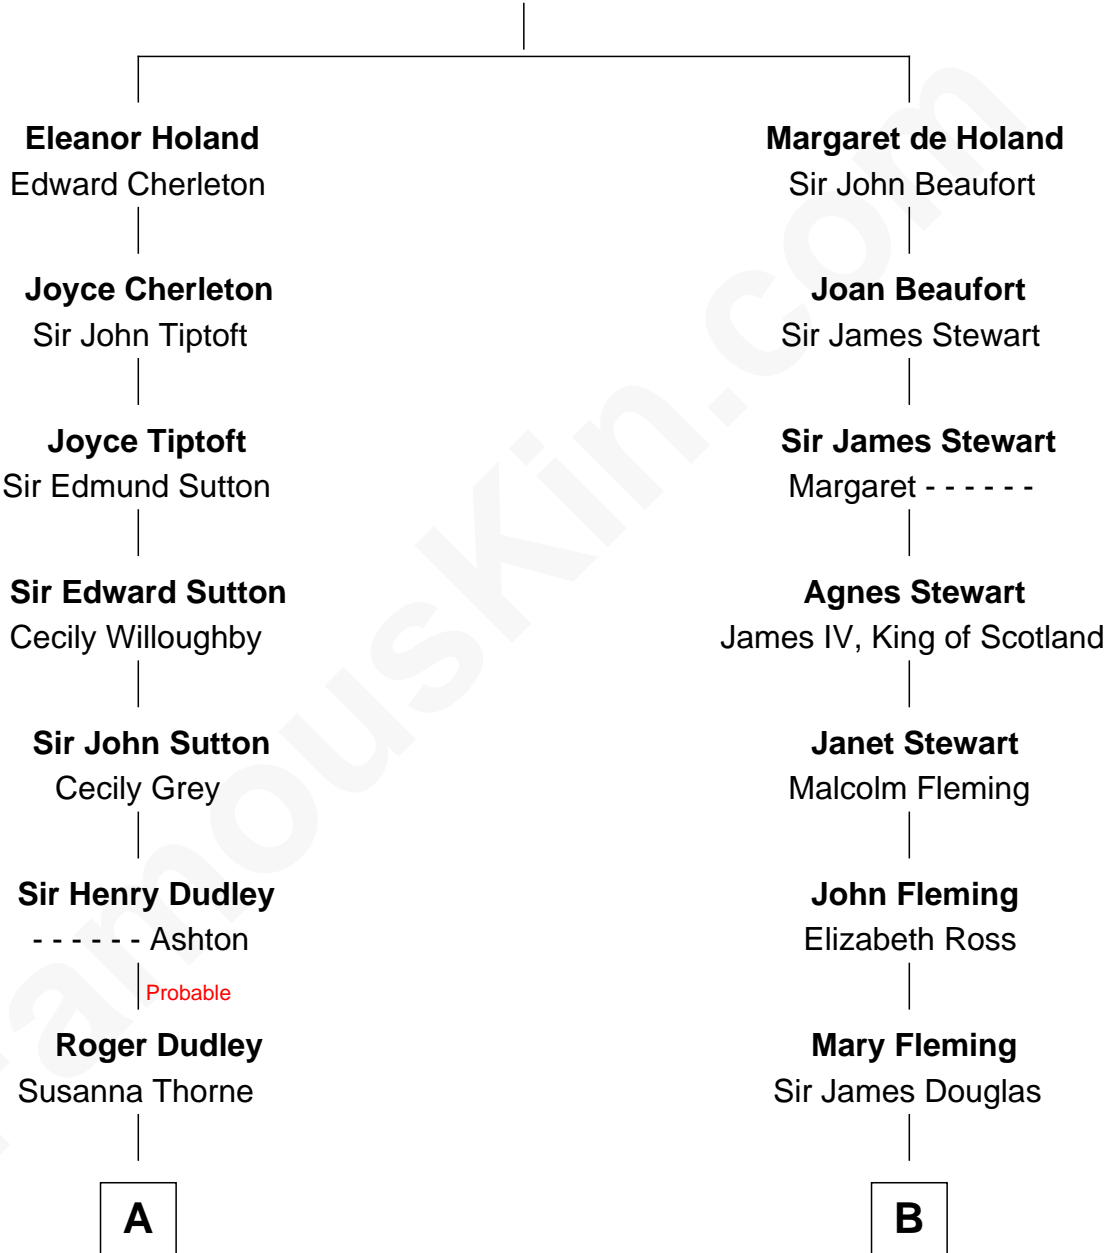 Eleanor Holand
Edward Cherleton
Margaret de Holand
Sir John Beaufort
Joyce Cherleton
Sir John Tiptoft
Joan Beaufort
Sir James Stewart
Joyce Tiptoft
Sir Edmund Sutton
Sir James Stewart
Margaret - - - - - -
Sir Edward Sutton
Cecily Willoughby
Agnes Stewart
James IV, King of Scotland
Sir John Sutton
Cecily Grey
Janet Stewart
Malcolm Fleming
Sir Henry Dudley
- - - - - - Ashton
Probable
John Fleming
Elizabeth Ross
Roger Dudley
Susanna Thorne
Mary Fleming
Sir James Douglas
A
B
FamousKin.com